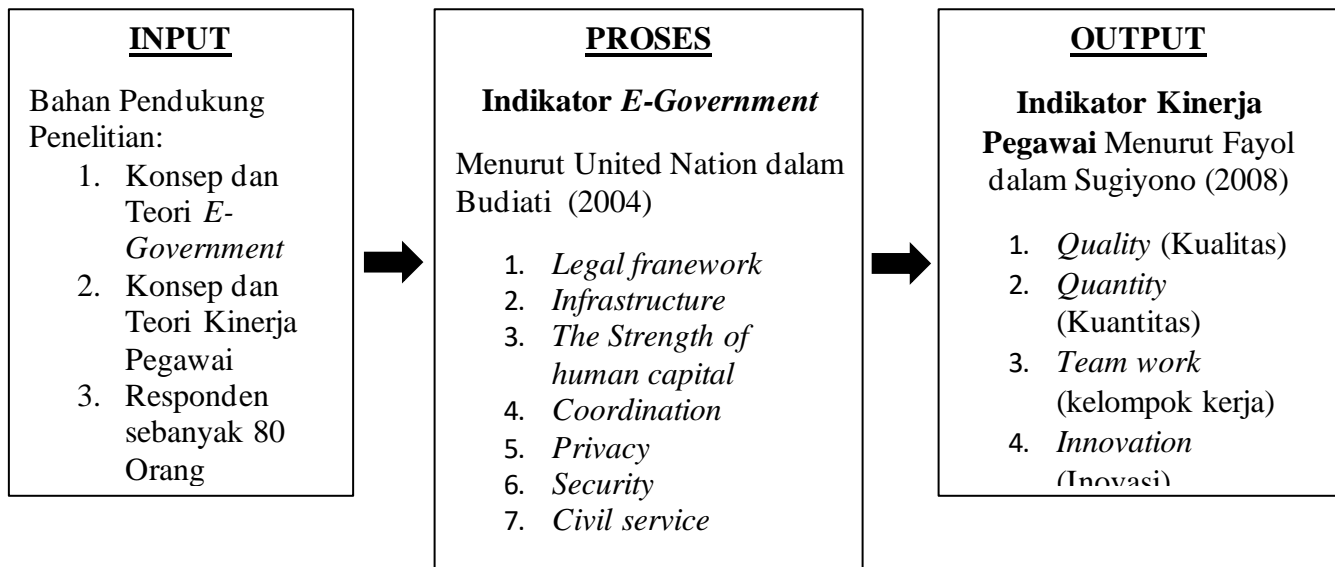 INPUT
Bahan Pendukung
Penelitian:
1. Konsep dan
Teori E-
Government
2. Konsep dan
Teori Kinerja
Pegawai
3. Responden
sebanyak 80
Orang
PROSES
Indikator E-Government
Menurut United Nation dalam
Budiati (2004)
1. Legal franework
2. Infrastructure
3. The Strength of
human capital
4. Coordination
5. Privacy
6. Security
7. Civil service
OUTPUT
Indikator Kinerja
Pegawai Menurut Fayol
dalam Sugiyono (2008)
1. Quality (Kualitas)
2. Quantity
(Kuantitas)
3. Team work
(kelompok kerja)
4. Innovation
(Inovasi)